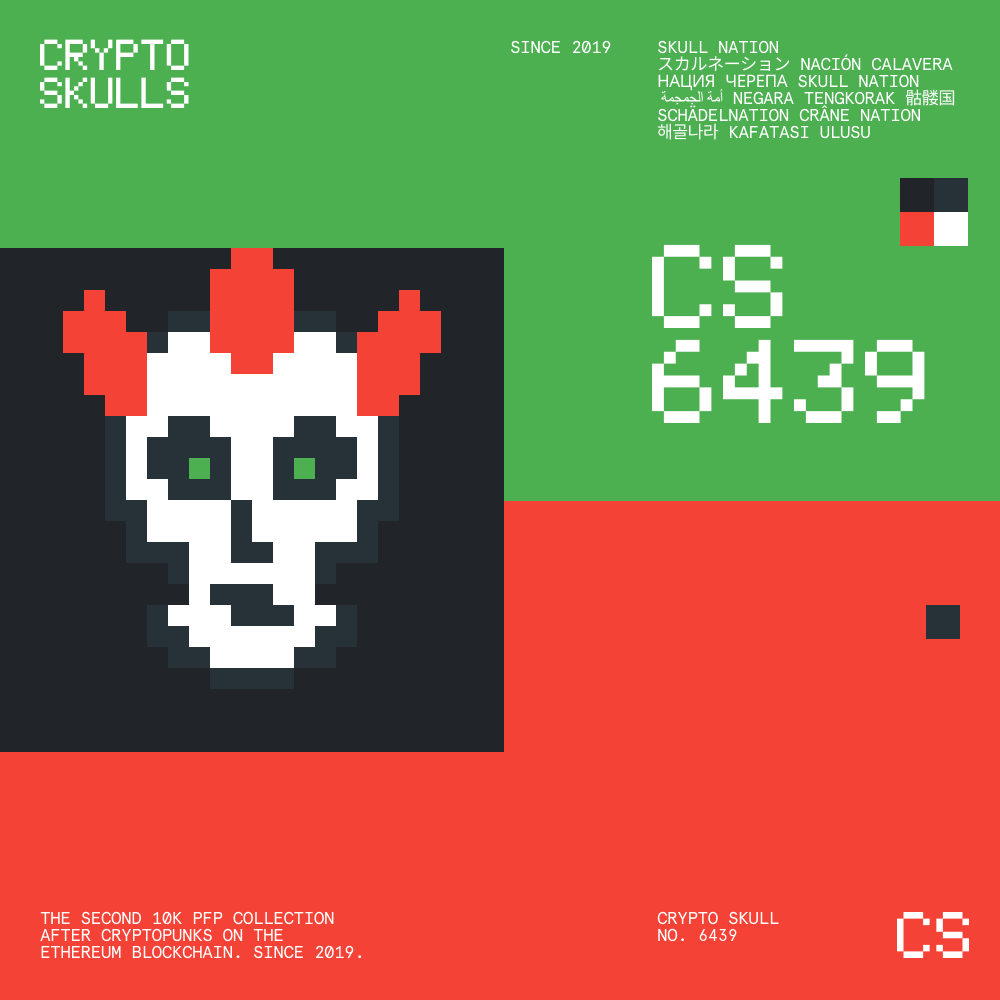 CRYPTO
SKULLS
SINCE 2019
SKULL NATION
スカルネーション NACIÓN CALAVERA
НАЦИЯ ЧЕРЕПА SKULL NATION
أمة الجمجمة NEGARA TENGKORAK 骷髅国
SCHÄDELNATION CRÂNE NATION
해골나라 KAFATASI ULUSU
CS
6439
THE SECOND 10K PFP COLLECTION
AFTER CRYPTOPUNKS ON THE
ETHEREUM BLOCKCHAIN. SINCE 2019.
CRYPTO SKULL
NO. 6439
CS